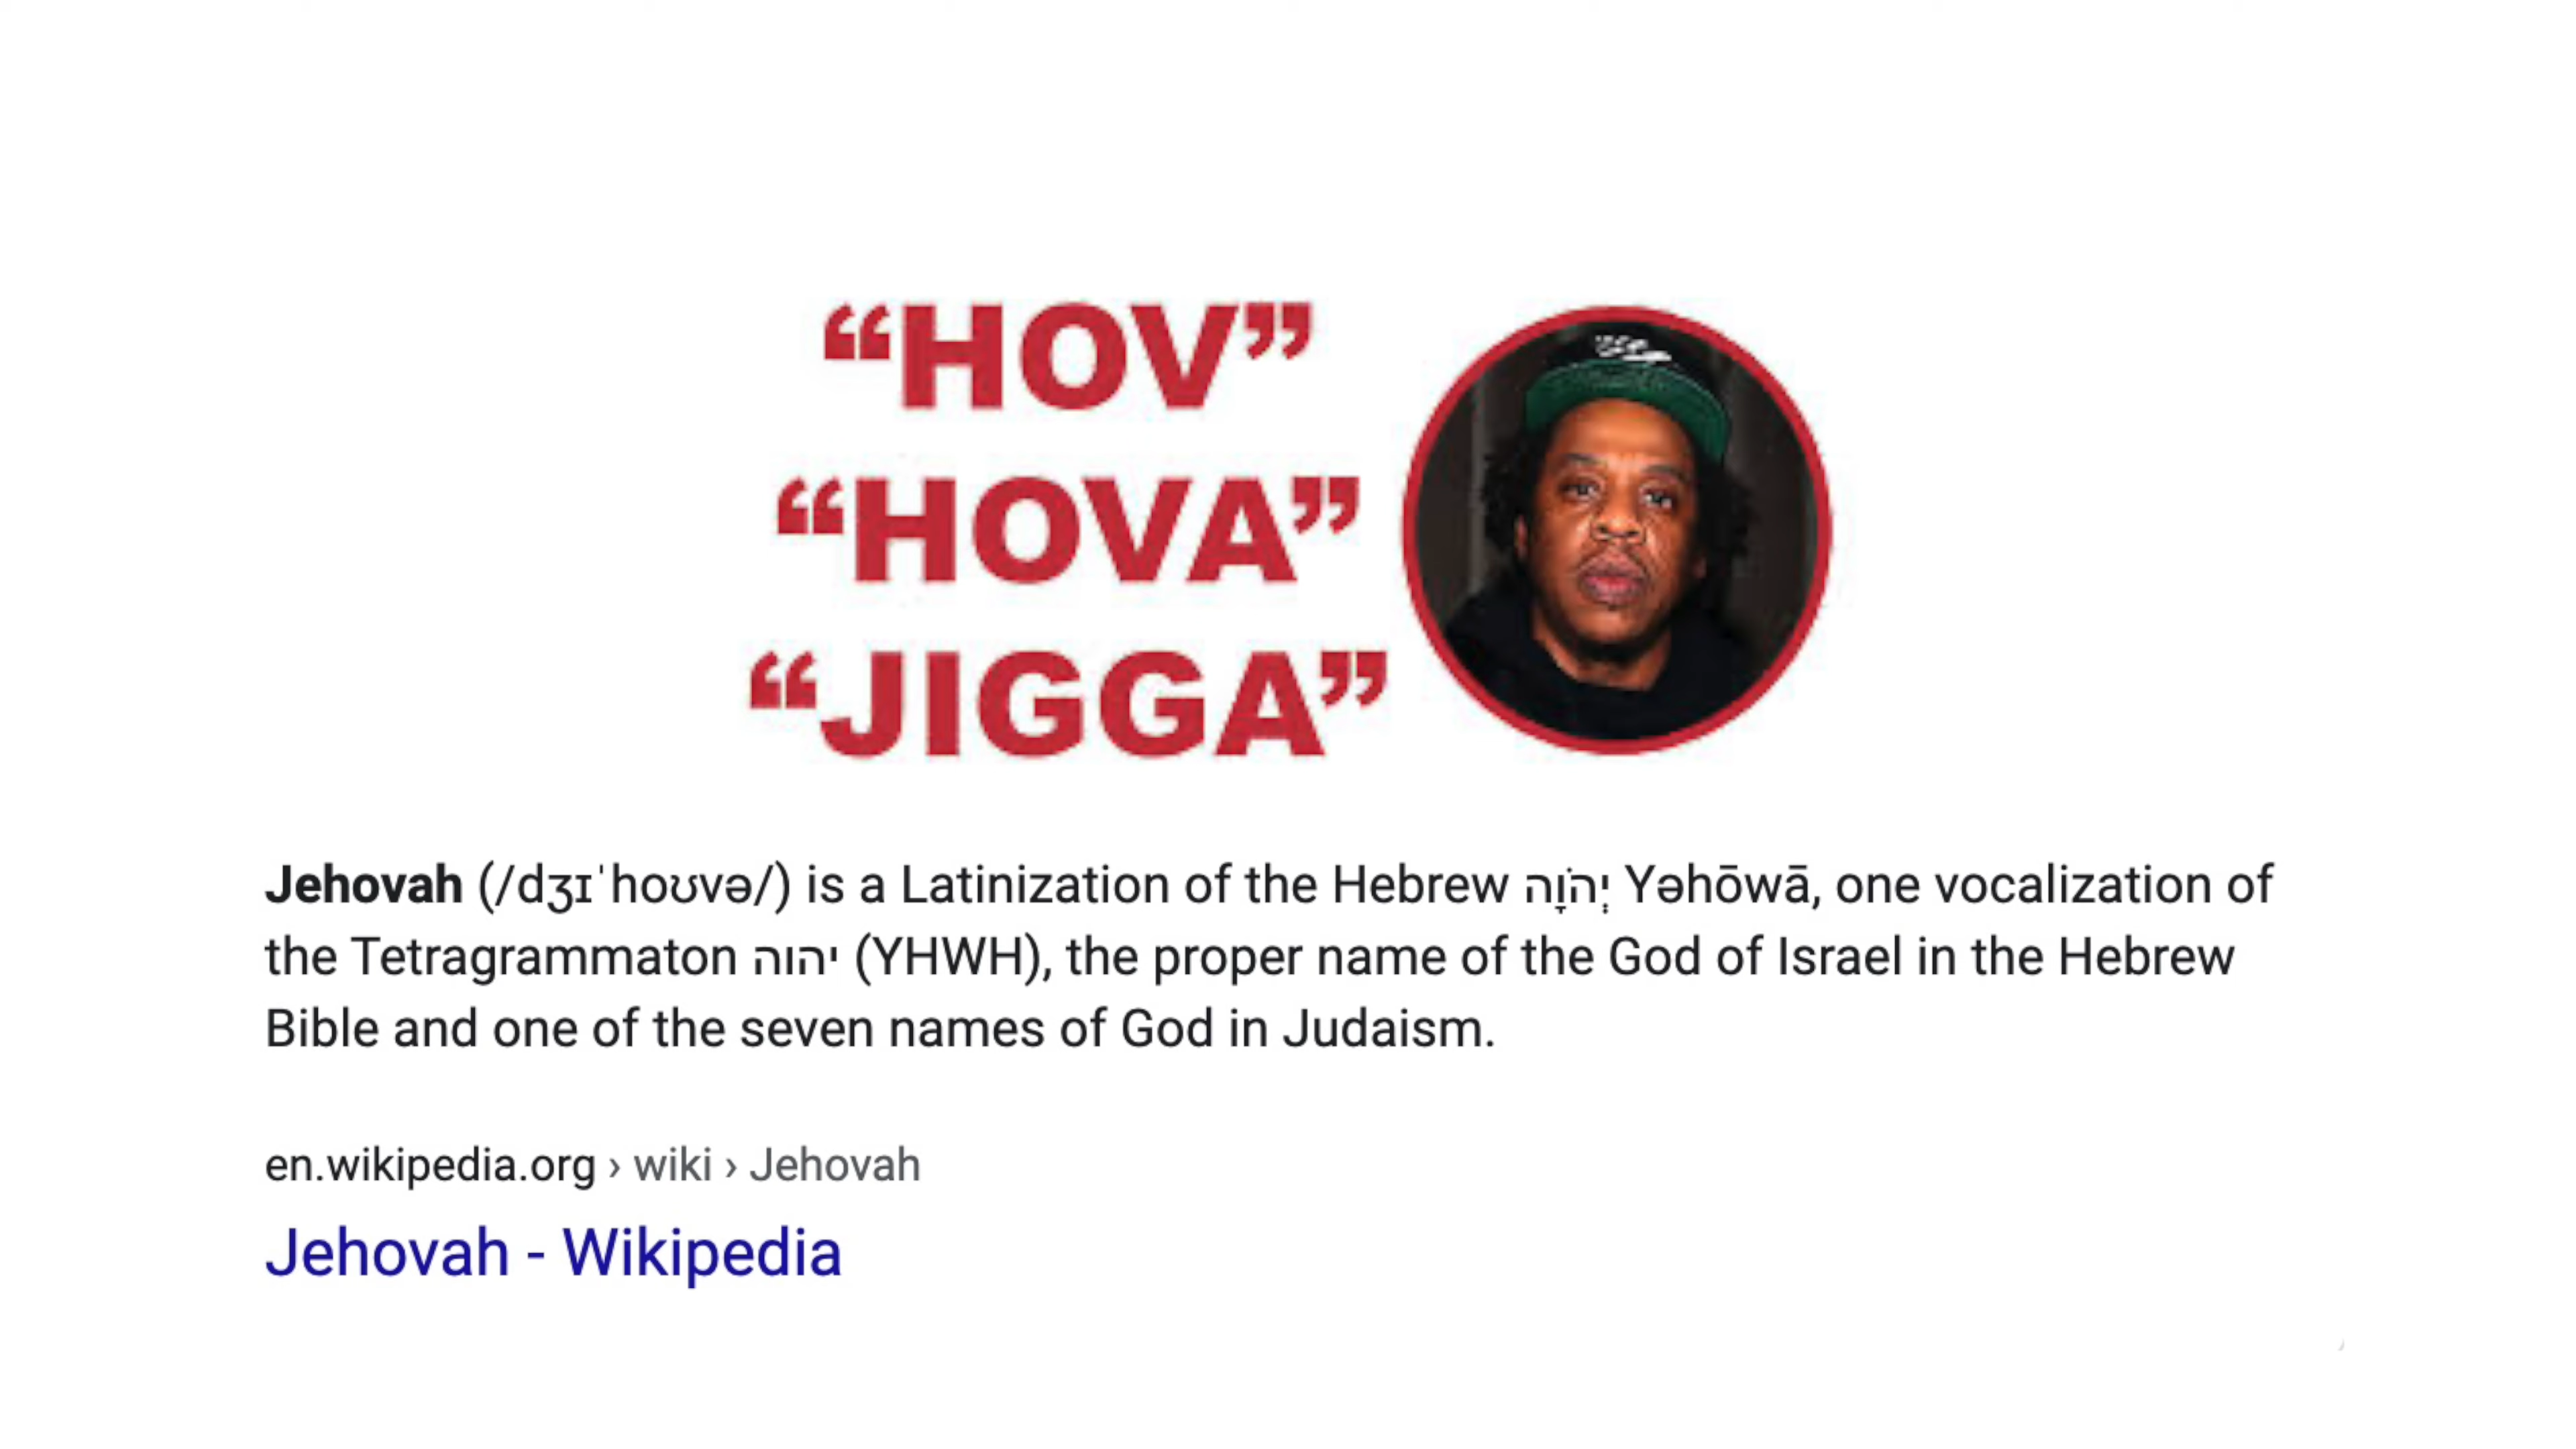 “HOV”
“HOVA”
“JIGGA”
Jehovah (/dʒɪˈhoʊvə/) is a Latinization of the Hebrew יְהֹוָה Yəhōwā, one vocalization of
the Tetragrammaton יהוה (YHWH), the proper name of the God of Israel in the Hebrew
Bible and one of the seven names of God in Judaism.
en.wikipedia.org › wiki › Jehovah
Jehovah - Wikipedia